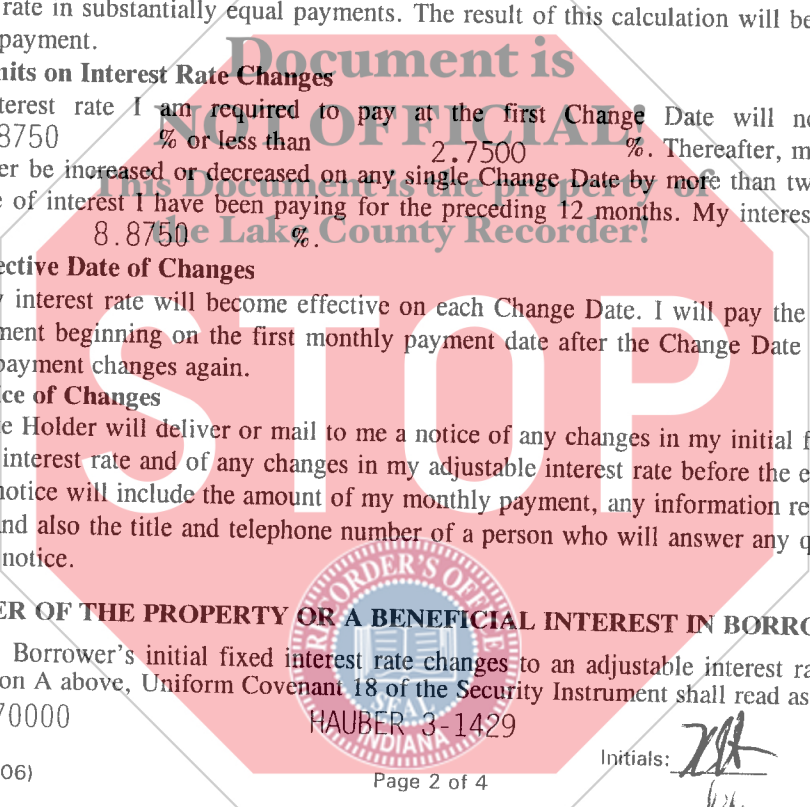 rate in substantially equal payments. The result of this calculation will be
payment.
Document is
nits on Interest Rate Changes
terest rate I am required to pay at the first Change Date will no
NOT OFFICIAL!
8750 % or less than 2.7500 %. Thereafter, m
er be increased or decreased on any single Change Date by more than tw
This Document is the property of
e of interest I have been paying for the preceding 12 months. My interes
the Lake County Recorder!
8.8750 %.
ective Date of Changes
y interest rate will become effective on each Change Date. I will pay the
ment beginning on the first monthly payment date after the Change Date
payment changes again.
STOP
ice of Changes
e Holder will deliver or mail to me a notice of any changes in my initial f
interest rate and of any changes in my adjustable interest rate before the e
notice will include the amount of my monthly payment, any information re
nd also the title and telephone number of a person who will answer any q
notice.
RECORDER'S OFFICE
ER OF THE PROPERTY OR A BENEFICIAL INTEREST IN BORRO
Borrower's initial fixed interest rate changes to an adjustable interest ra
on A above, Uniform Covenant 18 of the Security Instrument shall read as
70000
SEAL
HAUBER 3-1429
INDIANA
Initials:
06)
Page 2 of 4